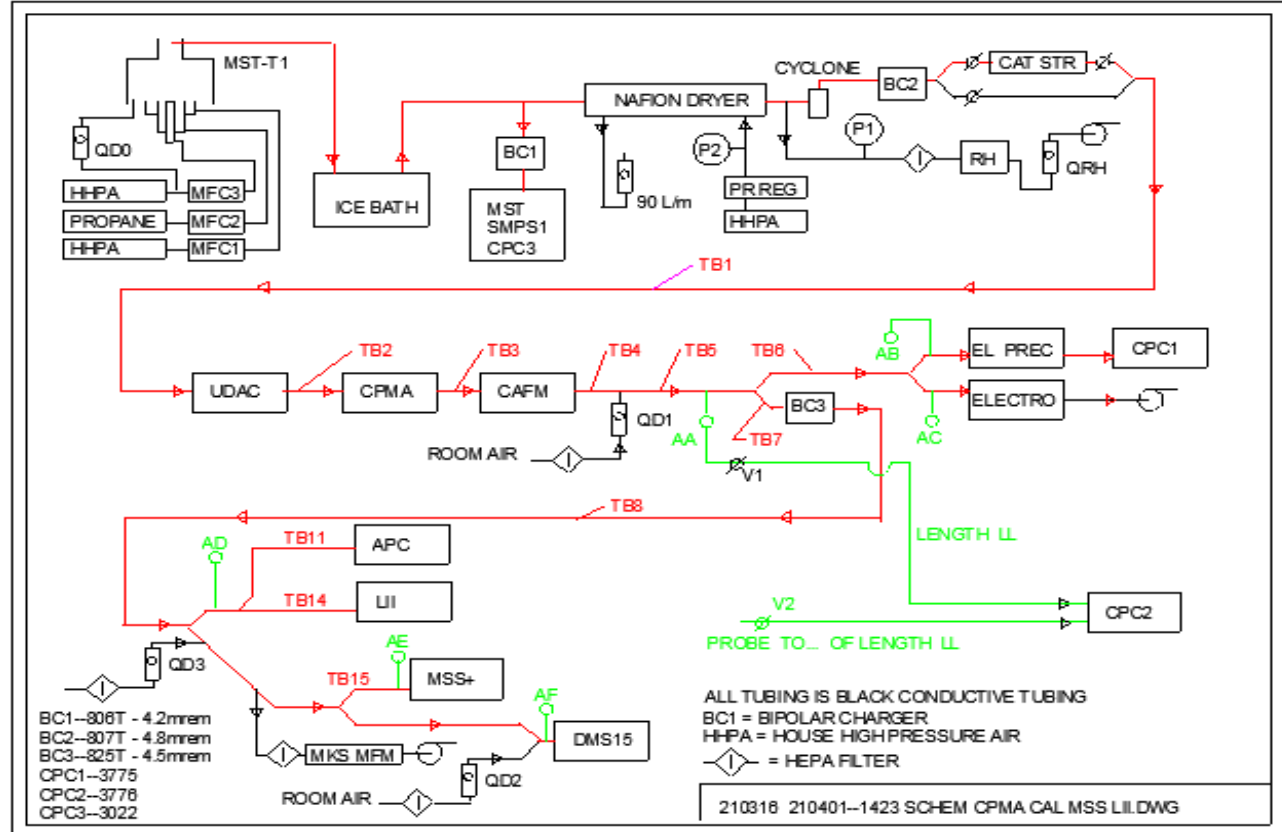 MST-T1
QD0
HHPA
MFC3
PROPANE
MFC2
HHPA
MFC1
ICE BATH
BC1
MST
SMPS1
CPC3
NAFION DRYER
90 L/m
P2
PR REG
HHPA
CYCLONE
BC2
CAT STR
P1
RH
QRH
TB1
TB2
TB3
TB4
TB5
TB6
UDAC
CPMA
CAFM
QD1
ROOM AIR
AA
V1
TB7
BC3
AB
EL PREC
CPC1
ELECTRO
AC
TB8
LENGTH LL
AD
TB11
APC
TB14
LII
V2
CPC2
PROBE TO... OF LENGTH LL
QD3
AE
TB15
MSS+
AF
DMS15
MKS MFM
QD2
ROOM AIR
BC1--806T - 4.2mrem
BC2--807T - 4.8mrem
BC3--825T - 4.5mrem
CPC1--3775
CPC2--3776
CPC3--3022
ALL TUBING IS BLACK CONDUCTIVE TUBING
BC1 = BIPOLAR CHARGER
HHPA = HOUSE HIGH PRESSURE AIR
= HEPA FILTER
210316 210401--1423 SCHEM CPMA CAL MSS LII.DWG